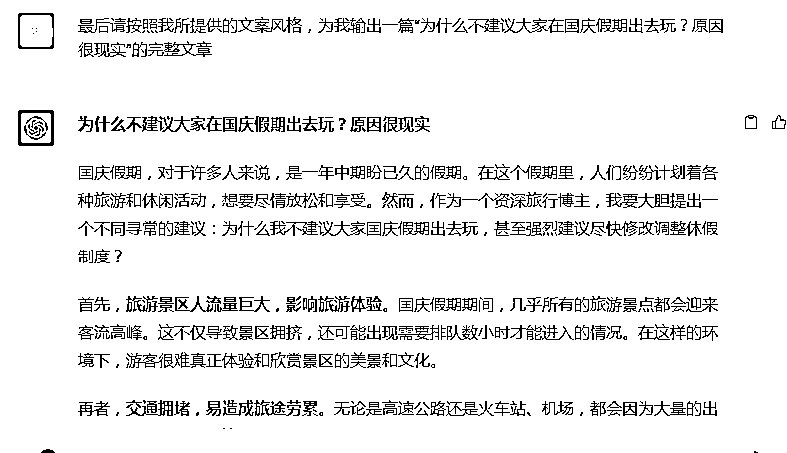 最后请按照我所提供的文案风格，为我输出一篇“为什么不建议大家在国庆假期出去玩？原因
很现实”的完整文章
为什么不建议大家在国庆假期出去玩？原因很现实
国庆假期，对于许多人来说，是一年中期盼已久的假期。在这个假期里，人们纷纷计划着各
种旅游和休闲活动，想要尽情放松和享受。然而，作为一个资深旅行博主，我要大胆提出一
个不同寻常的建议：为什么我不建议大家国庆假期出去玩，甚至强烈建议尽快修改调整休假
制度？
首先，旅游景区人流量巨大，影响旅游体验。国庆假期期间，几乎所有的旅游景点都会迎来
客流高峰。这不仅导致景区拥挤，还可能出现需要排队数小时才能进入的情况。在这样的环
境下，游客很难真正体验和欣赏景区的美景和文化。
再者，交通拥堵，易造成旅途劳累。无论是高速公路还是火车站、机场，都会因为大量的出